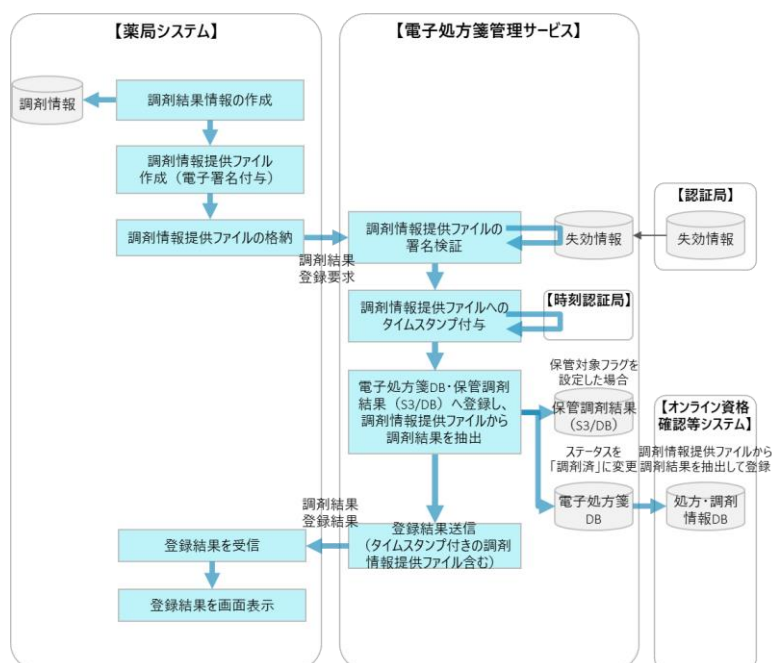 【薬局システム】
調剤情報
調剤結果情報の作成
調剤情報提供ファイル
作成（電子署名付与）
調剤情報提供ファイルの格納
調剤結果
登録要求
【電子処方箋管理サービス】
調剤情報提供ファイルの
署名検証
失効情報
【認証局】
失効情報
調剤情報提供ファイルへの
タイムスタンプ付与
【時刻認証局】
電子処方箋DB・保管調剤
結果（S3/DB）へ登録し、
調剤情報提供ファイルから
調剤結果を抽出
保管対象フラグを
設定した場合
保管調剤結果
（S3/DB）
ステータスを
「調剤済」に変更
電子処方箋
DB
【オンライン資格
確認等システム】
調剤情報提供ファイルから
調剤結果を抽出して登録
処方・調剤
情報DB
調剤結果
登録結果
登録結果送信
（タイムスタンプ付きの調剤
情報提供ファイル含む）
登録結果を受信
登録結果を画面表示